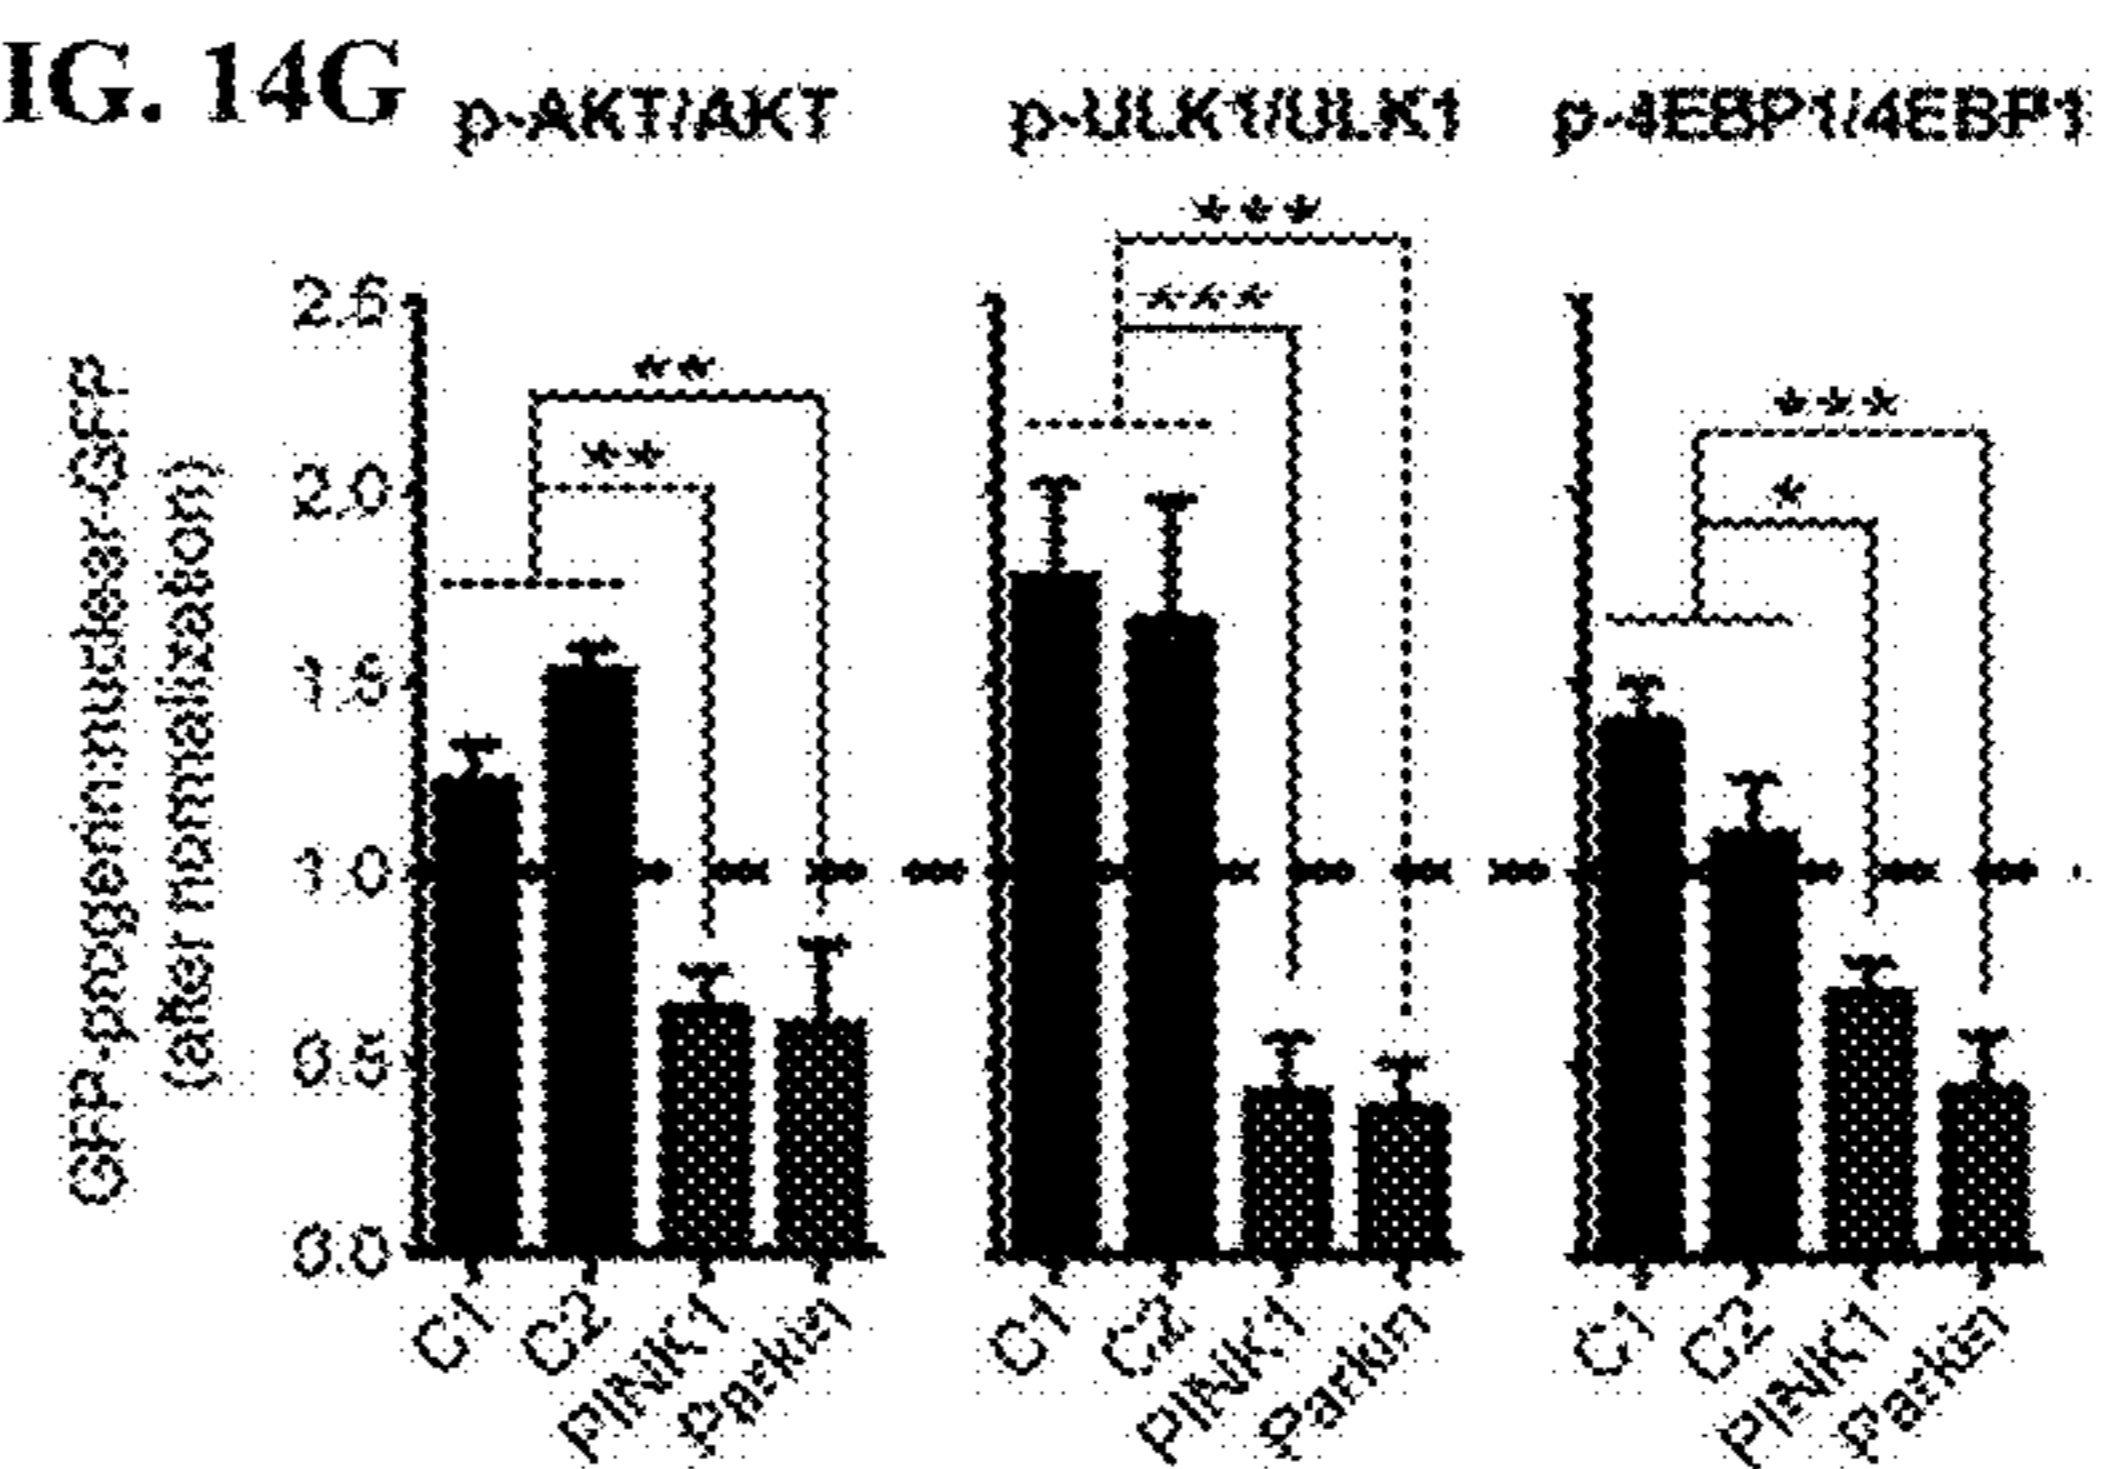 IG. 14G
p-AKT/AKT
p-ULK1/ULK1
p-4EBP1/4EBP1
GFP-progerin:nuclear-GFP
(after normalization)
2.5
2.0
1.5
1.0
0.5
0.0
**
**
***
***
***
*
C1
C2
PINK1
Parkin
C1
C2
PINK1
Parkin
C1
C2
PINK1
Parkin